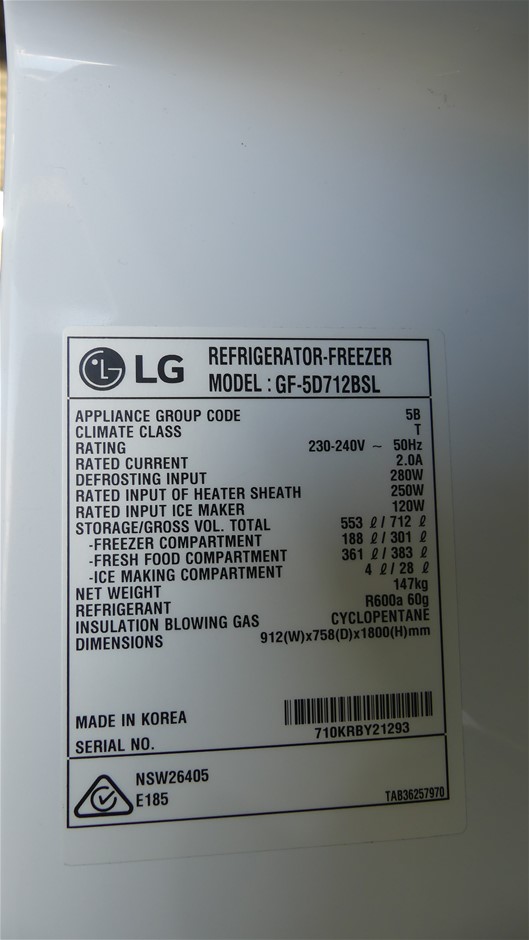 LG REFRIGERATOR-FREEZER
MODEL : GF-5D712BSL
APPLIANCE GROUP CODE 5B
CLIMATE CLASS T
RATING 230-240V ~ 50Hz
RATED CURRENT 2.0A
DEFROSTING INPUT 280W
RATED INPUT OF HEATER SHEATH 250W
RATED INPUT ICE MAKER 120W
STORAGE/GROSS VOL. TOTAL 553 ℓ / 712 ℓ
-FREEZER COMPARTMENT 188 ℓ / 301 ℓ
-FRESH FOOD COMPARTMENT 361 ℓ / 383 ℓ
-ICE MAKING COMPARTMENT 4 ℓ / 28 ℓ
NET WEIGHT 147kg
REFRIGERANT R600a 60g
INSULATION BLOWING GAS CYCLOPENTANE
DIMENSIONS 912(W)x758(D)x1800(H)mm
MADE IN KOREA
SERIAL NO. 710KRBY21293
NSW26405
E185
TAB36257970